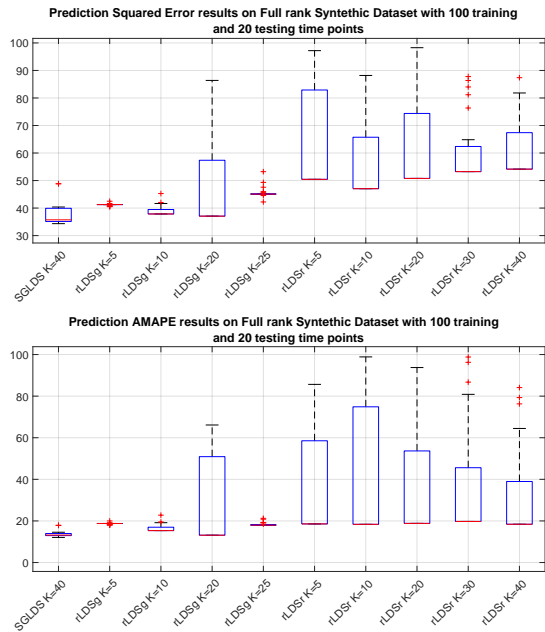 Prediction Squared Error results on Full rank Syntethic Dataset with 100 training
and 20 testing time points
100
90
80
70
60
50
40
30
SGLDS K=40
rLDSg K=5
rLDSg K=10
rLDSg K=20
rLDSg K=25
rLDSr K=5
rLDSr K=10
rLDSr K=20
rLDSr K=30
rLDSr K=40
Prediction AMAPE results on Full rank Syntethic Dataset with 100 training
and 20 testing time points
100
80
60
40
20
0
SGLDS K=40
rLDSg K=5
rLDSg K=10
rLDSg K=20
rLDSg K=25
rLDSr K=5
rLDSr K=10
rLDSr K=20
rLDSr K=30
rLDSr K=40